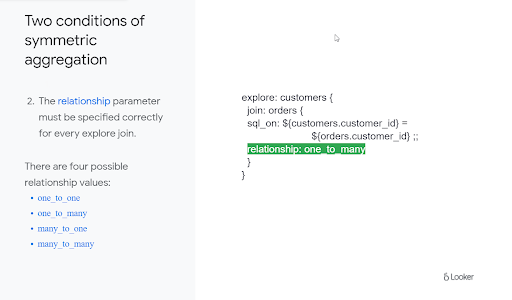 Two conditions of
symmetric
aggregation
2. The relationship parameter
must be specified correctly
for every explore join.
There are four possible
relationship values:
• one_to_one
• one_to_many
• many_to_one
• many_to_many
explore: customers {
join: orders {
sql_on: ${customers.customer_id} =
${orders.customer_id} ;;
relationship: one_to_many
}
}
Looker